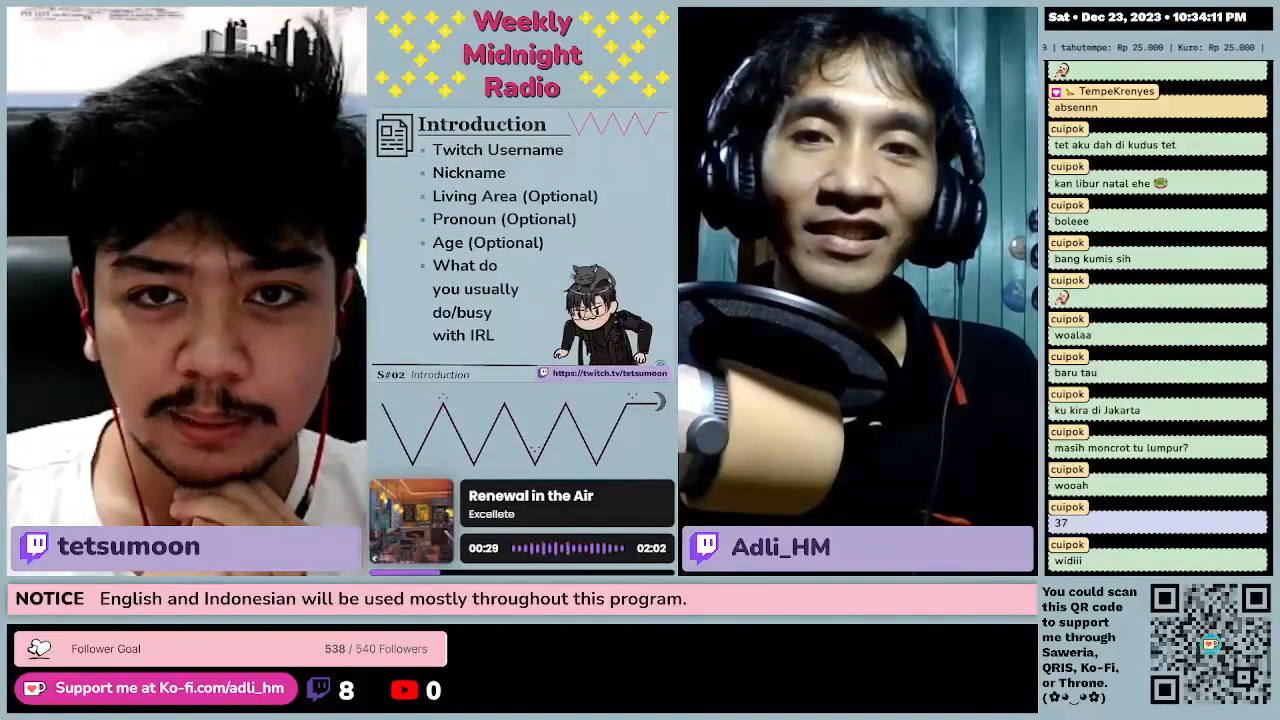 Weekly
Midnight
Radio
Introduction
Twitch Username
Nickname
Living Area (Optional)
Pronoun (Optional)
Age (Optional)
What do
you usually
do/busy
with IRL
S#02 Introduction
https://twitch.tv/tetsumoon
Renewal in the Air
Excellete
00:29
02:02
tetsumoon
Adli_HM
Sat • Dec 23, 2023 • 10:34:11 PM
| tahutempe: Rp 25.000 | Kuro: Rp 25.000 |
TempeKrenyes
absennn
cuipok
tet aku dah di kudus tet
cuipok
kan libur natal ehe
cuipok
boleee
cuipok
bang kumis sih
cuipok
cuipok
woalaa
cuipok
baru tau
cuipok
ku kira di Jakarta
cuipok
masih moncrot tu lumpur?
cuipok
wooah
cuipok
37
cuipok
widiii
NOTICE English and Indonesian will be used mostly throughout this program.
Follower Goal
538 / 540 Followers
Support me at Ko-fi.com/adli_hm
8
0
You could scan
this QR code
to support
me through
Saweria,
QRIS, Ko-Fi,
or Throne.
(✿◕‿◕✿)